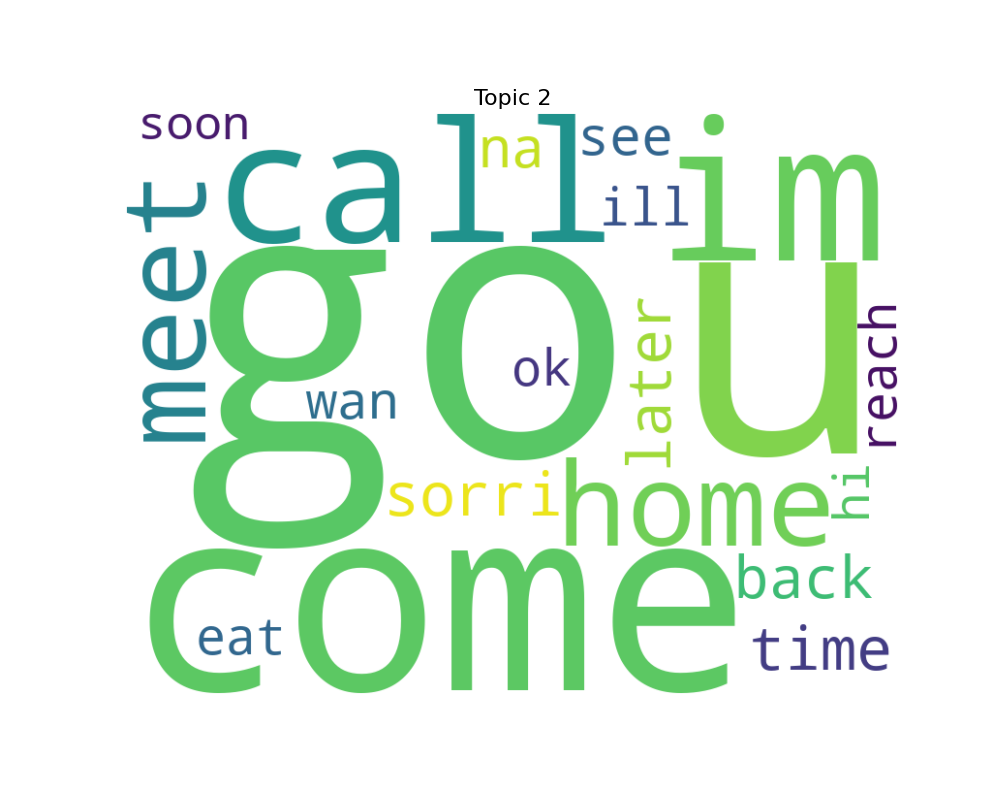 Topic 2
soon
na
see
call
im
ill
meet
go
u
ok
wan
later
reach
sorri
home
hi
come
back
eat
time